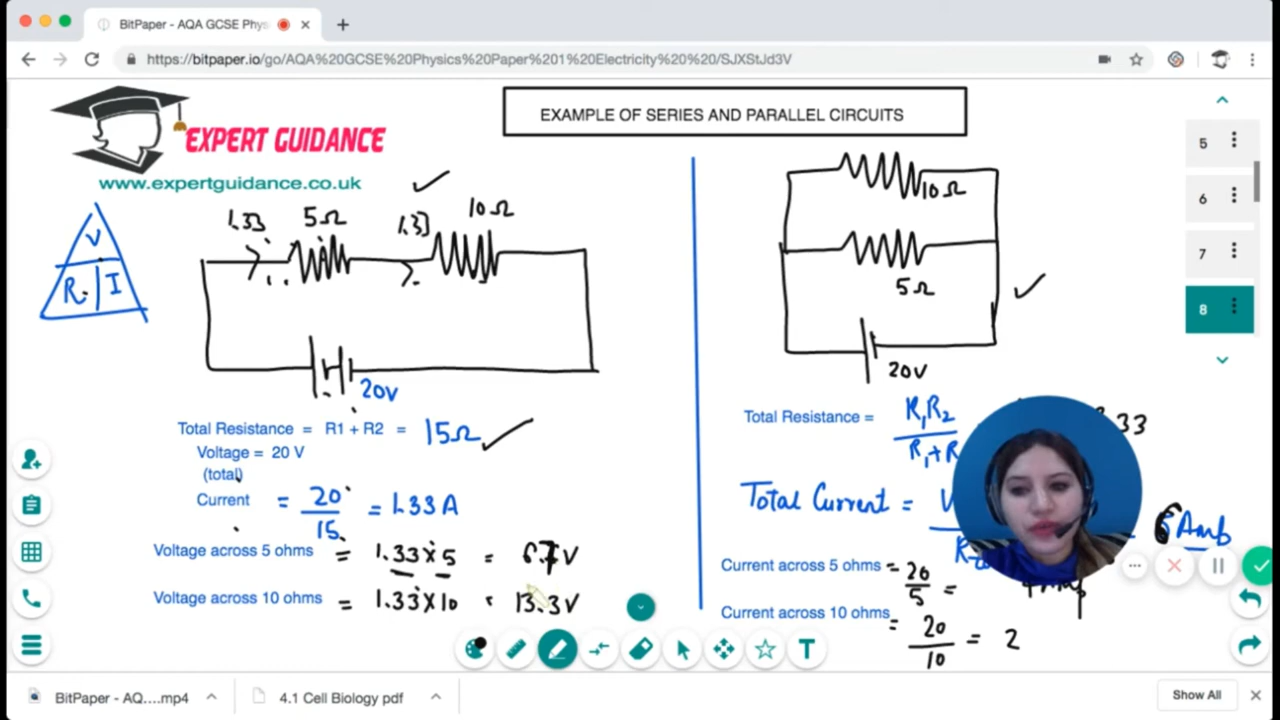 BitPaper - AQA GCSE Phys
https://bitpaper.io/go/AQA%20GCSE%20Physics%20Paper%201%20Electricity%20%20/SJXStJd3V
EXPERT GUIDANCE
www.expertguidance.co.uk
EXAMPLE OF SERIES AND PARALLEL CIRCUITS
5
6
7
8
V
R I
1.33
5Ω
1.33
10Ω
20V
Total Resistance = R1 + R2 = 15Ω
Voltage = 20 V
(total)
Current = 20/15 = 1.33 A
Voltage across 5 ohms = 1.33 x 5 = 6.7 V
Voltage across 10 ohms = 1.33 x 10 = 13.3 V
10Ω
5Ω
20V
Total Resistance = R1R2
R1+R
33
Total Current = V
6 Amb
Current across 5 ohms = 20/5 =
Current across 10 ohms = 20/10 = 2
T
BitPaper - AQ....mp4
4.1 Cell Biology pdf
Show All